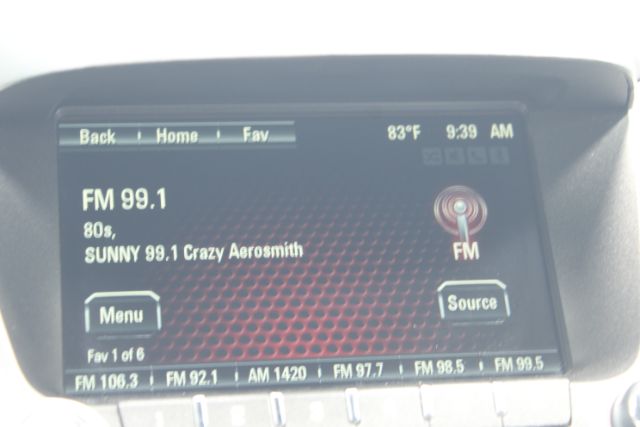 Back Home Fav 83°F 9:39 AM
FM 99.1
80s,
SUNNY 99.1 Crazy Aerosmith
FM
Menu Source
Fav 1 of 6
FM 106.3 FM 92.1 AM 1420 FM 97.7 FM 98.5 FM 99.5